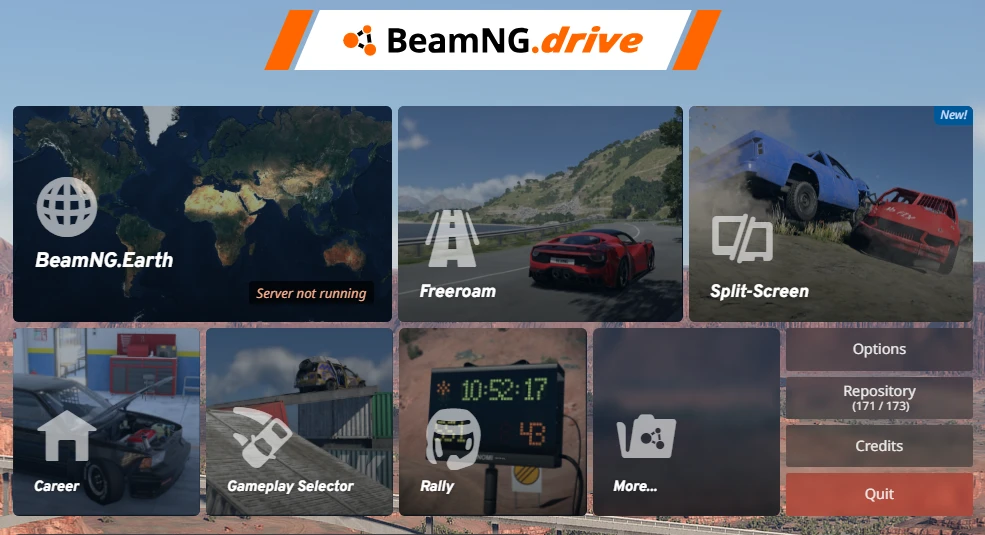 BeamNG.drive
New!
BeamNG.Earth
Server not running
Freeroam
Split-Screen
Career
Gameplay Selector
10:52:17
43
Rally
More...
Options
Repository
(171 / 173)
Credits
Quit